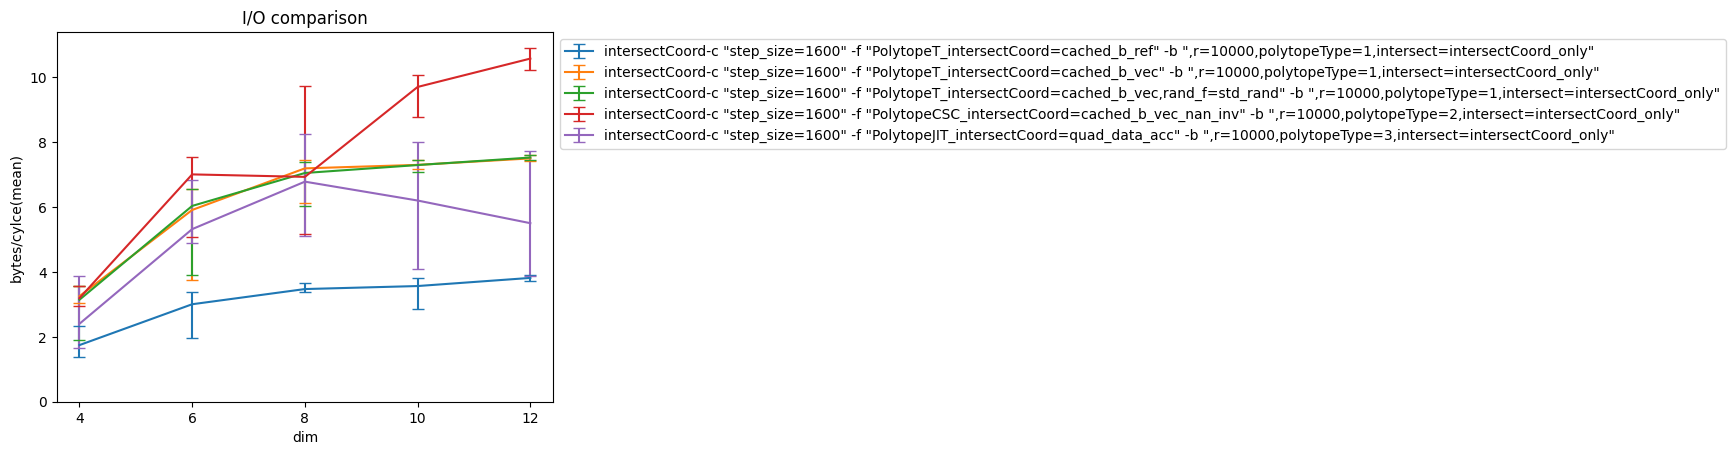 I/O comparison
intersectCoord-c "step_size=1600" -f "PolytopeT_intersectCoord=cached_b_ref" -b ",r=10000,polytopeType=1,intersect=intersectCoord_only"
intersectCoord-c "step_size=1600" -f "PolytopeT_intersectCoord=cached_b_vec" -b ",r=10000,polytopeType=1,intersect=intersectCoord_only"
intersectCoord-c "step_size=1600" -f "PolytopeT_intersectCoord=cached_b_vec,rand_f=std_rand" -b ",r=10000,polytopeType=1,intersect=intersectCoord_only"
intersectCoord-c "step_size=1600" -f "PolytopeCSC_intersectCoord=cached_b_vec_nan_inv" -b ",r=10000,polytopeType=2,intersect=intersectCoord_only"
intersectCoord-c "step_size=1600" -f "PolytopeJIT_intersectCoord=quad_data_acc" -b ",r=10000,polytopeType=3,intersect=intersectCoord_only"
bytes/cylce(mean)
10
8
6
4
2
0
4 6 8 10 12
dim